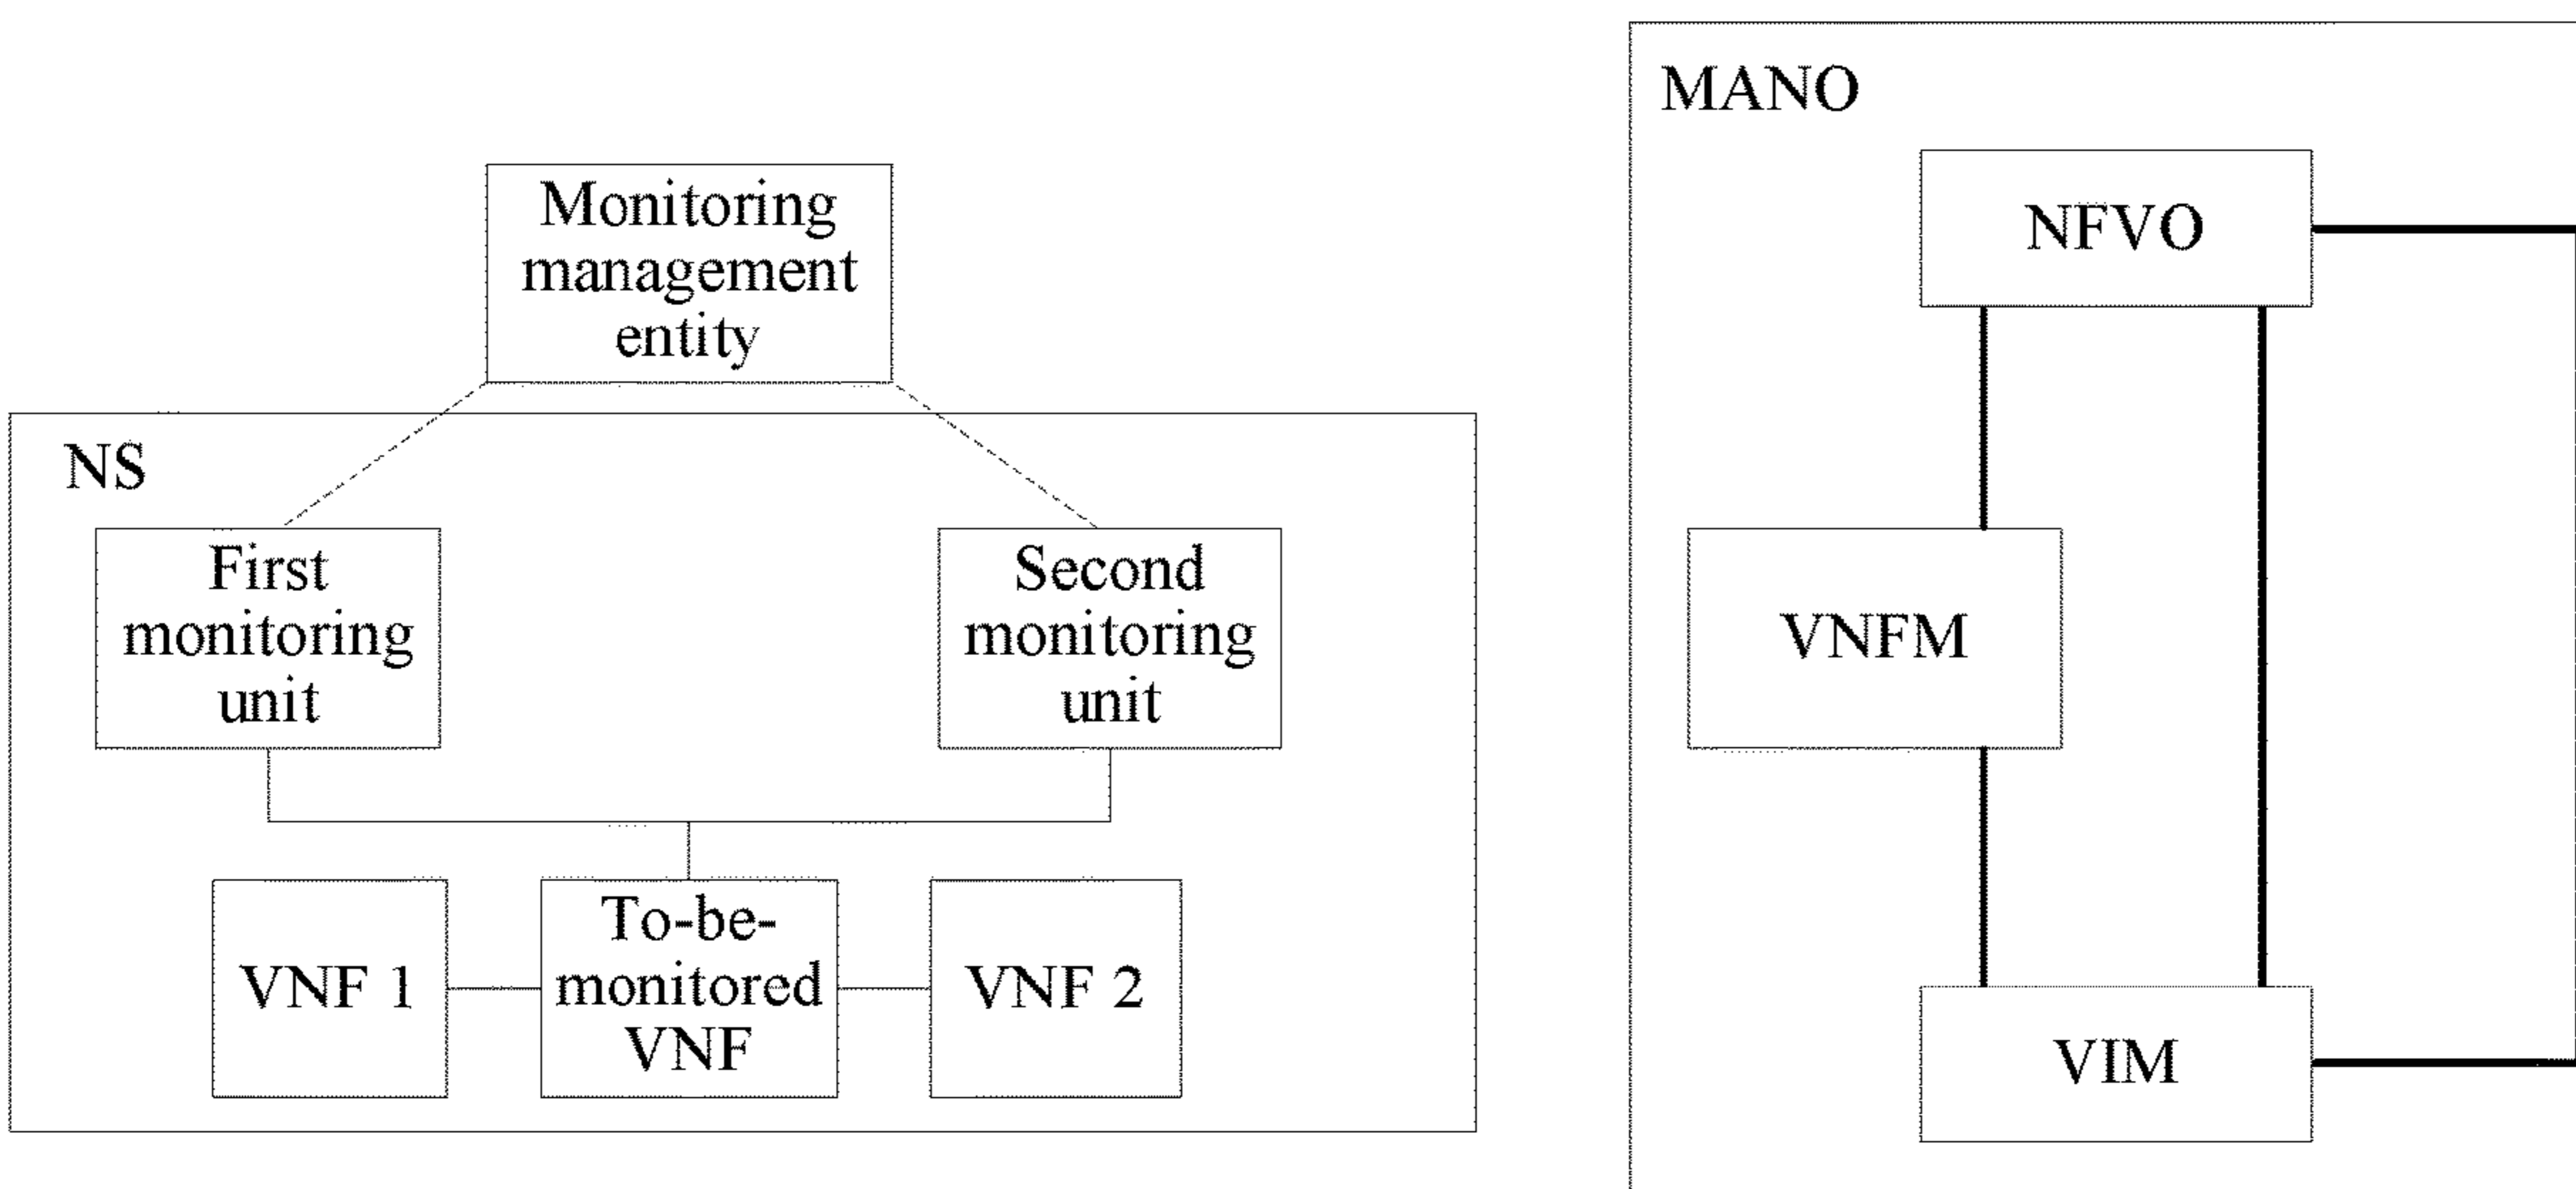 Monitoring
management
entity
NS
First
monitoring
unit
Second
monitoring
unit
VNF 1
To-be-
monitored
VNF
VNF 2
MANO
NFVO
VNFM
VIM